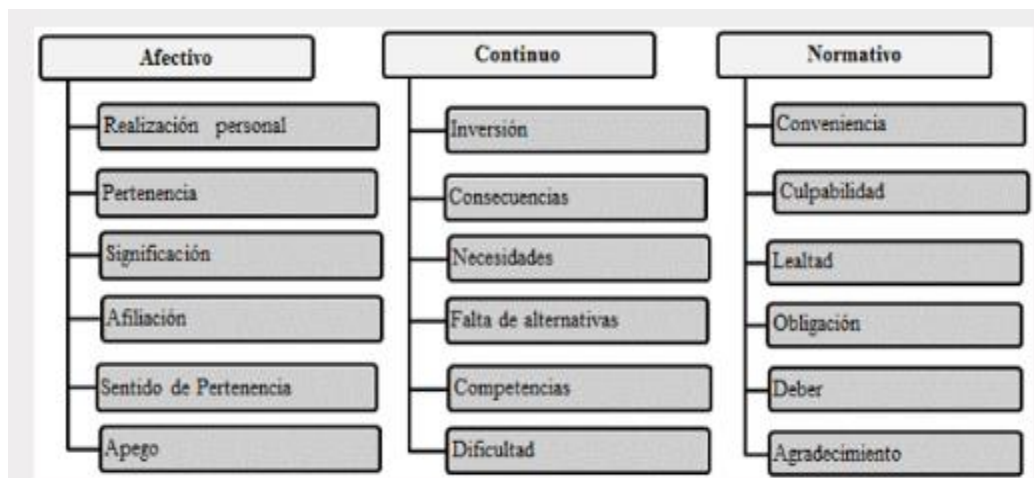 Afectivo
Realización personal
Pertenencia
Significación
Afiliación
Sentido de Pertenencia
Apego
Continuo
Inversión
Consecuencias
Necesidades
Falta de alternativas
Competencias
Dificultad
Normativo
Conveniencia
Culpabilidad
Lealtad
Obligación
Deber
Agradecimiento